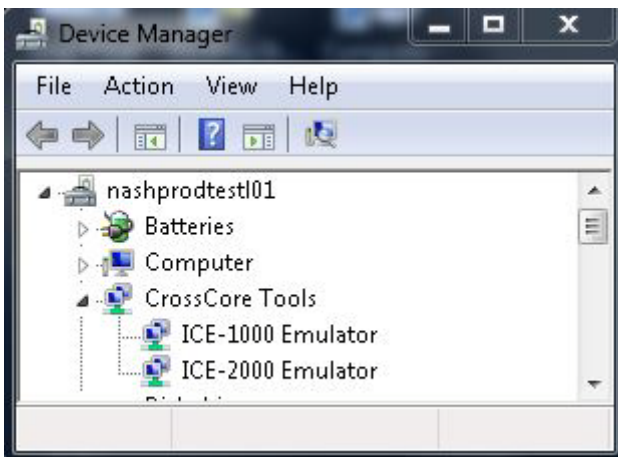 Device Manager
File Action View Help
nashprodtestl01
Batteries
Computer
CrossCore Tools
ICE-1000 Emulator
ICE-2000 Emulator